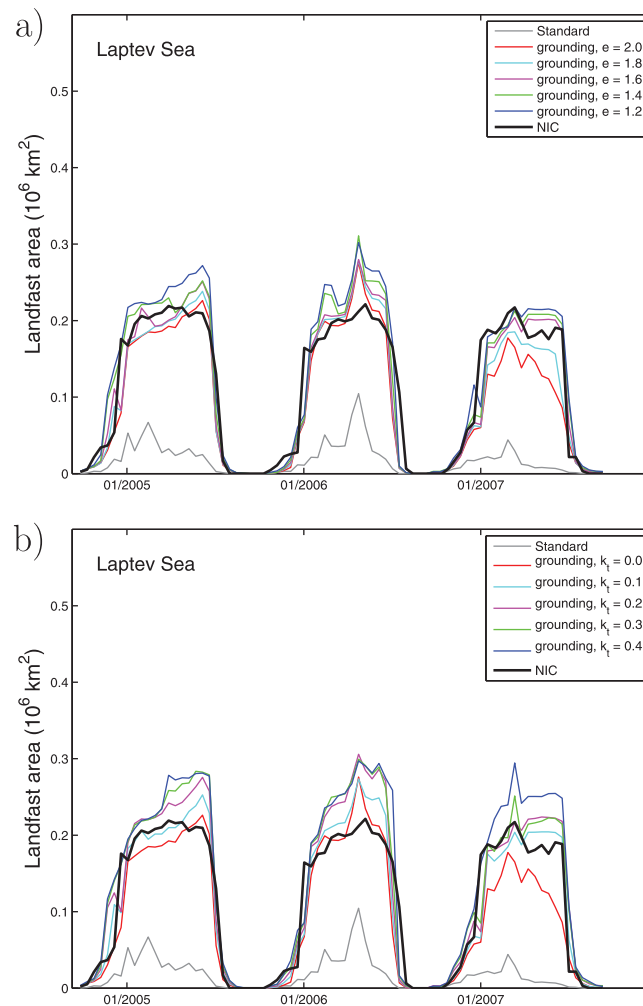 a)
Laptev Sea
Standard
grounding, e = 2.0
grounding, e = 1.8
grounding, e = 1.6
grounding, e = 1.4
grounding, e = 1.2
NIC
Landfast area (10⁶ km²)
0.5
0.4
0.3
0.2
0.1
0
01/2005 01/2006 01/2007
b)
Laptev Sea
Standard
grounding, kₜ = 0.0
grounding, kₜ = 0.1
grounding, kₜ = 0.2
grounding, kₜ = 0.3
grounding, kₜ = 0.4
NIC
Landfast area (10⁶ km²)
0.5
0.4
0.3
0.2
0.1
0
01/2005 01/2006 01/2007